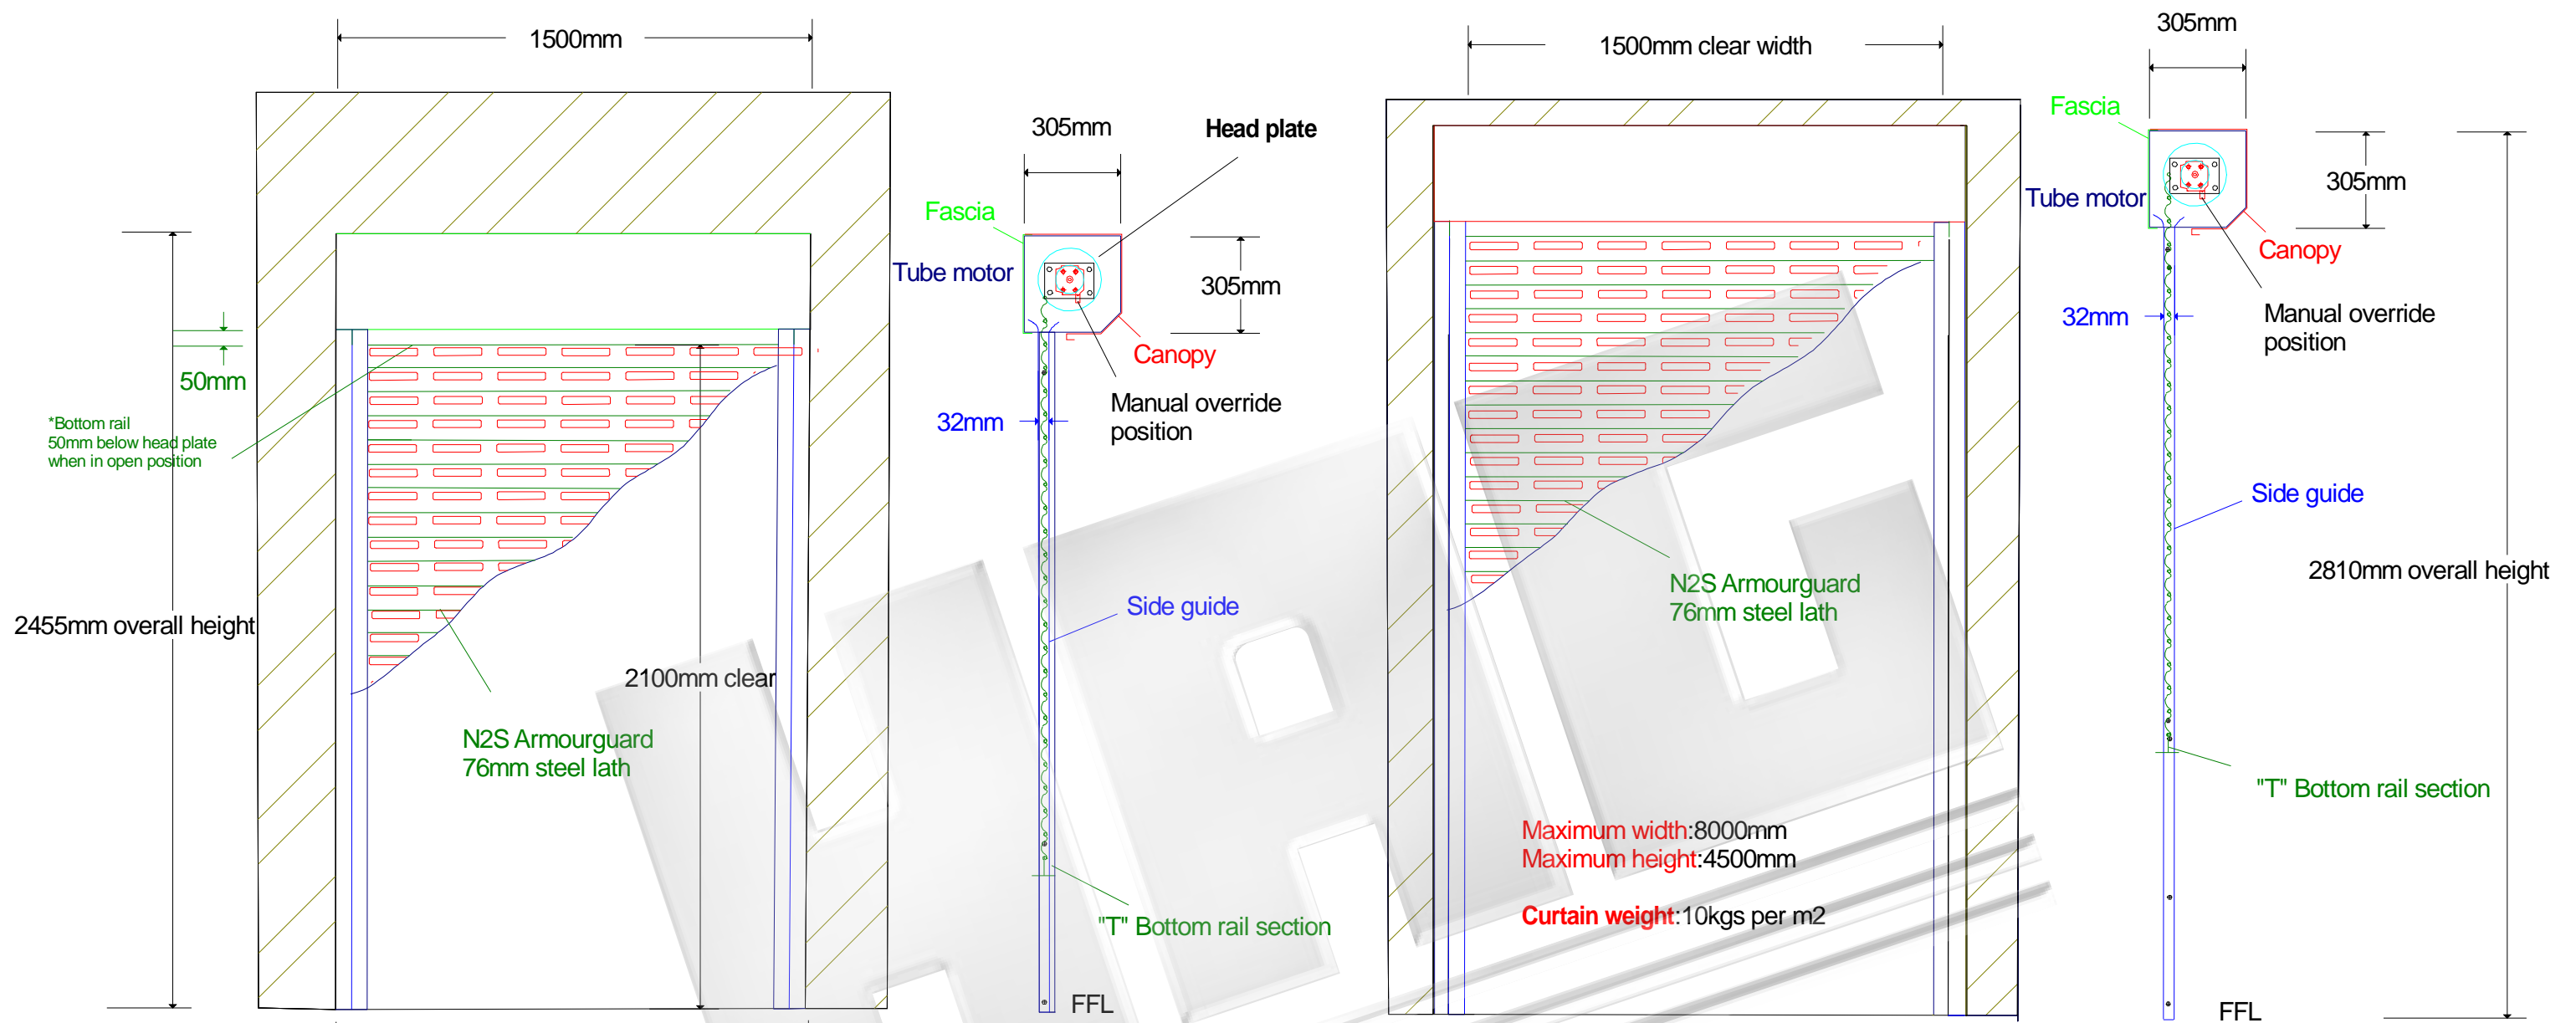 1500mm
305mm
Head plate
Fascia
Tube motor
305mm
Canopy
Manual override
position
50mm
*Bottom rail
50mm below head plate
when in open position
32mm
Side guide
2455mm overall height
2100mm clear
N2S Armourguard
76mm steel lath
"T" Bottom rail section
FFL
1500mm clear width
305mm
Fascia
Tube motor
305mm
Canopy
Manual override
position
32mm
Side guide
2810mm overall height
N2S Armourguard
76mm steel lath
"T" Bottom rail section
Maximum width:8000mm
Maximum height:4500mm
Curtain weight:10kgs per m2
FFL